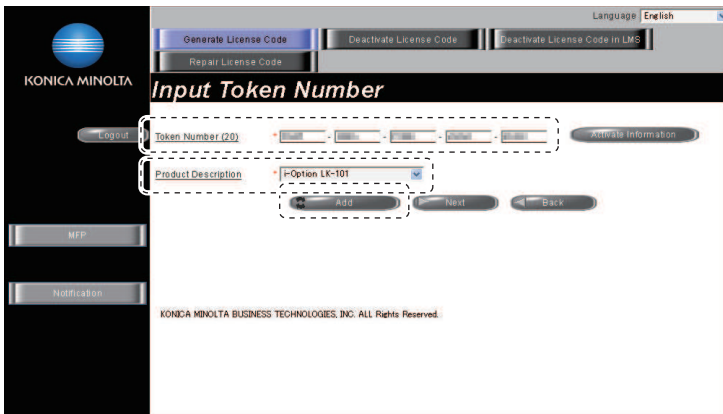 Language English
Generate License Code Deactivate License Code Deactivate License Code in LMS
Repair License Code
KONICA MINOLTA
Input Token Number
Logout
Token Number (20) * - - - - Activate Information
Product Description * i-Option LK-101
Add Next Back
MFP
Notification
KONICA MINOLTA BUSINESS TECHNOLOGIES, INC. ALL Rights Reserved.